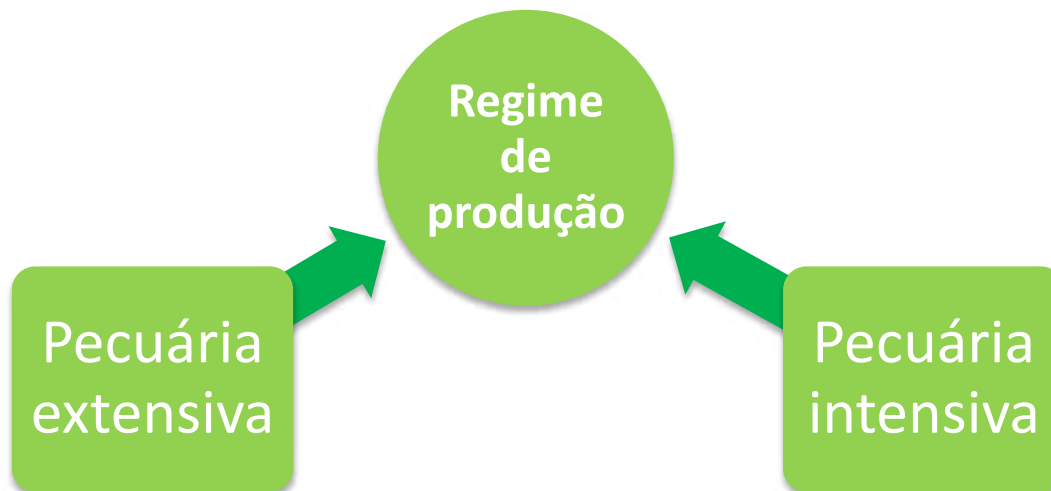 Regime
de
produção
Pecuária
extensiva
Pecuária
intensiva